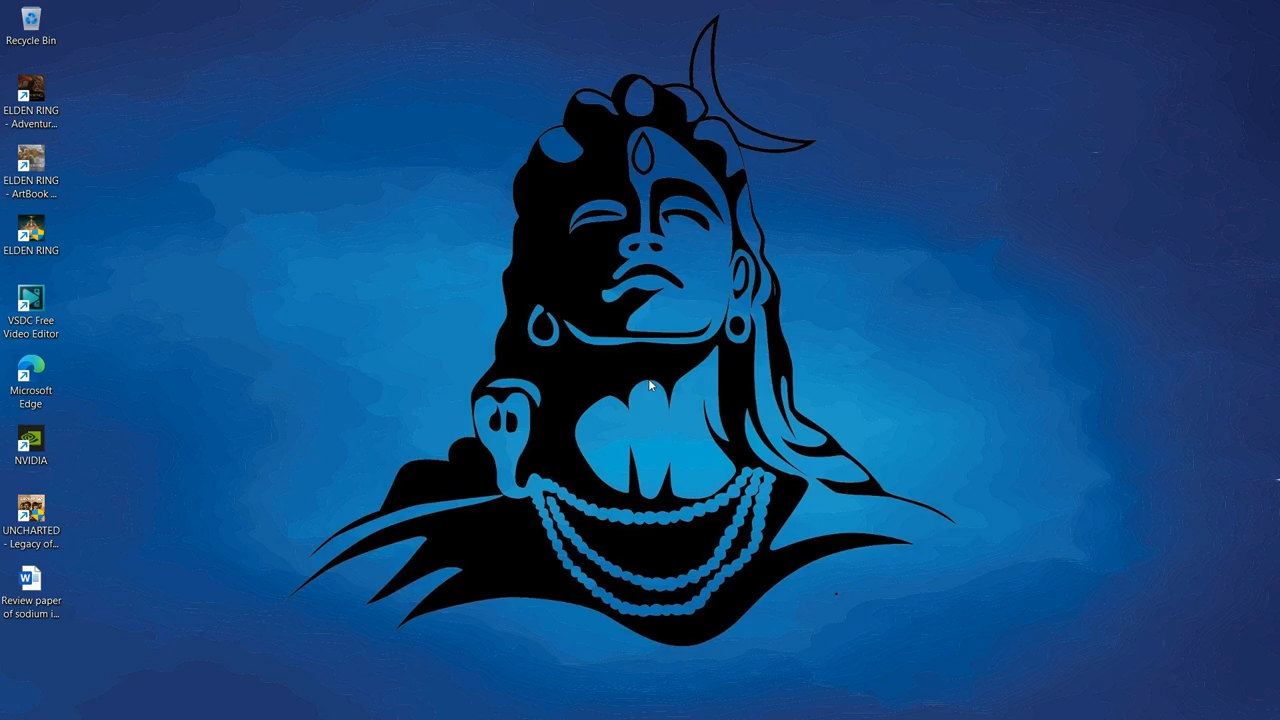 Recycle Bin
ELDEN RING
- Adventur...
ELDEN RING
- ArtBook ...
ELDEN RING
VSDC Free
Video Editor
Microsoft
Edge
NVIDIA
UNCHARTED
- Legacy of...
Review paper
of sodium i...